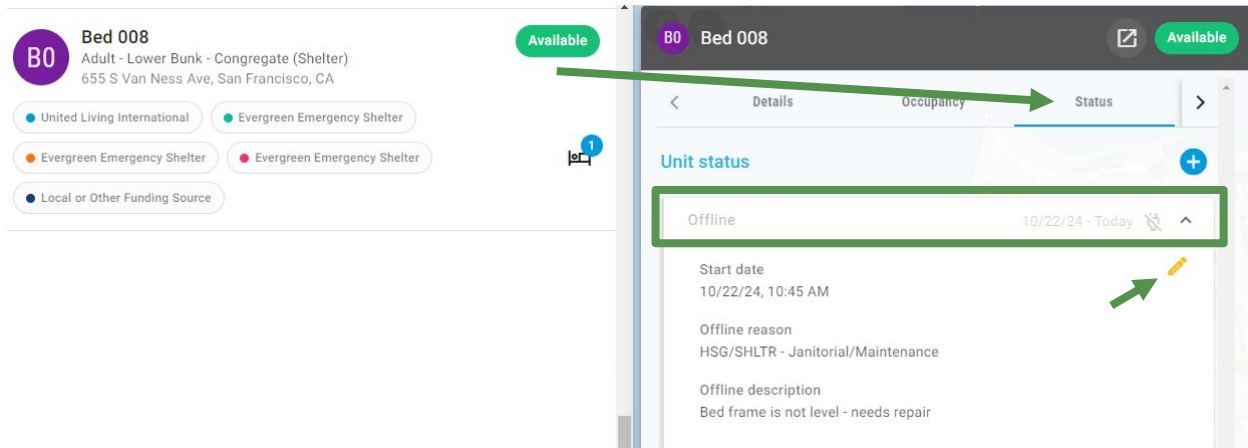 B0
Bed 008
Available
Adult - Lower Bunk - Congregate (Shelter)
655 S Van Ness Ave, San Francisco, CA
United Living International
Evergreen Emergency Shelter
Evergreen Emergency Shelter
Evergreen Emergency Shelter
1
Local or Other Funding Source
B0 Bed 008
Available
Details Occupancy Status
Unit status
Offline 10/22/24 - Today
Start date
10/22/24, 10:45 AM
Offline reason
HSG/SHLTR - Janitorial/Maintenance
Offline description
Bed frame is not level - needs repair